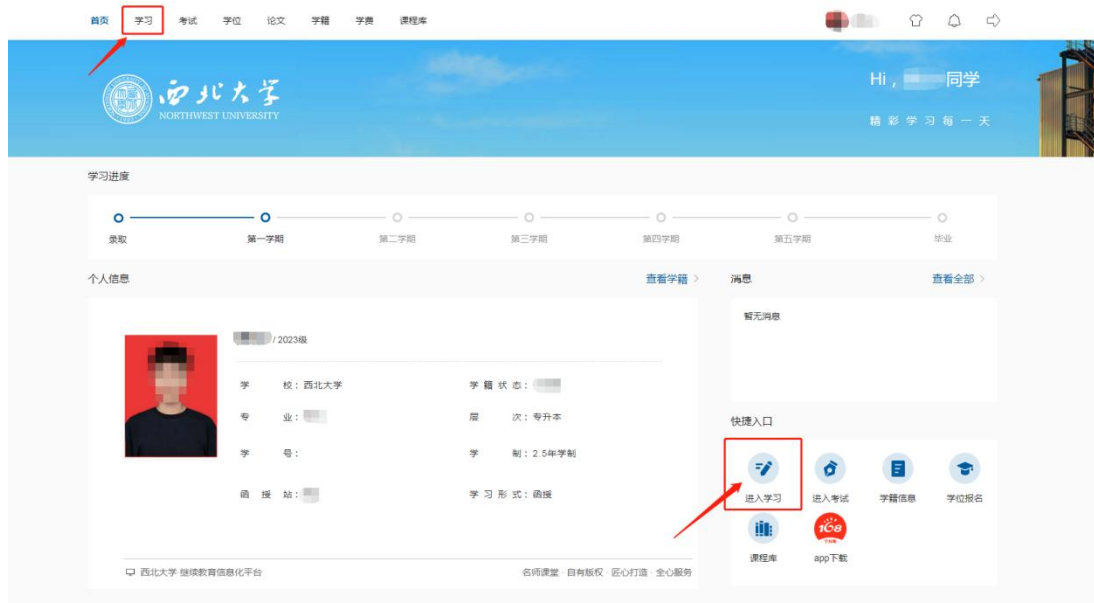 首页 学习 考试 学位 论文 学籍 学费 课程库
西北大学
NORTHWEST UNIVERSITY
Hi， 同学
精彩学习每一天
学习进度
录取 第一学期 第二学期 第三学期 第四学期 第五学期 毕业
个人信息 查看学籍 >
/ 2023级
学 校：西北大学 学籍状态：
专 业： 层 次：专升本
学 号： 学 制：2.5年学制
函授站： 学习形式：函授
西北大学·继续教育信息化平台 名师课堂 · 自有版权 · 匠心打造 · 全心服务
消息 查看全部 >
暂无消息
快捷入口
进入学习 进入考试 学籍信息 学位报名
168
课程库 app下载